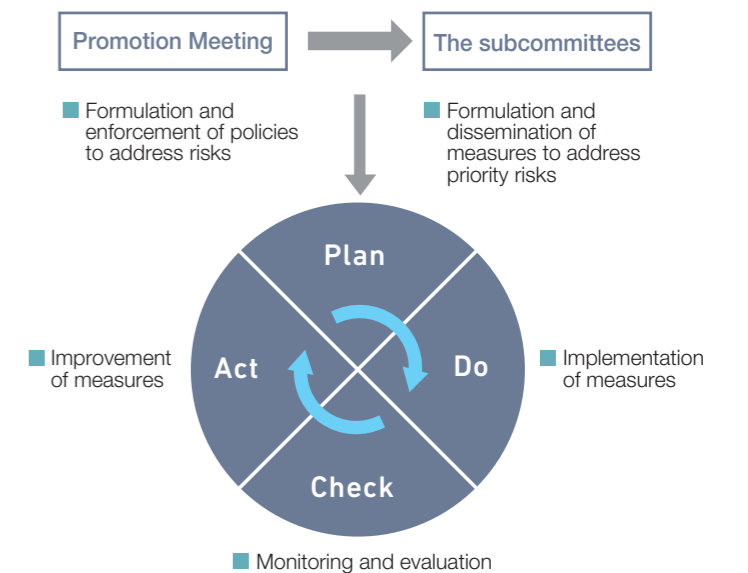 Promotion Meeting
The subcommittees
Formulation and
enforcement of policies
to address risks
Formulation and
dissemination of
measures to address
priority risks
Plan
Do
Check
Act
Improvement
of measures
Implementation
of measures
Monitoring and evaluation